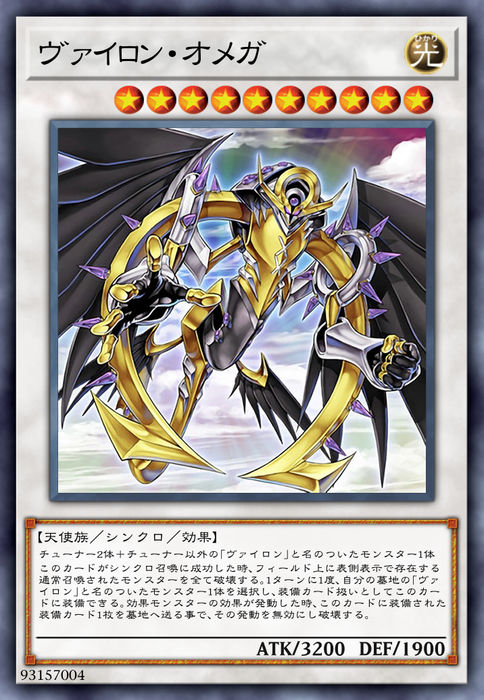 ヴァイロン・オメガ
ひかり
光
【天使族／シンクロ／効果】
チューナー2体＋チューナー以外の「ヴァイロン」と名のついたモンスター1体
このカードがシンクロ召喚に成功した時、フィールド上に表側表示で存在する
通常召喚されたモンスターを全て破壊する。1ターンに1度、自分の墓地の「ヴァ
イロン」と名のついたモンスター1体を選択し、装備カード扱いとしてこのカー
ドに装備できる。効果モンスターの効果が発動した時、このカードに装備された
装備カード1枚を墓地へ送る事で、その発動を無効にし破壊する。
ATK/3200 DEF/1900
93157004